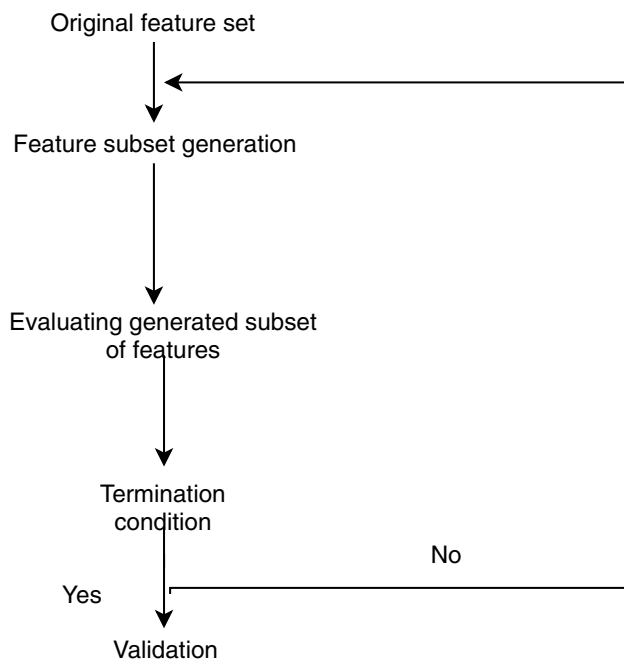 Original feature set
Feature subset generation
Evaluating generated subset
of features
Termination
condition
No
Yes
Validation